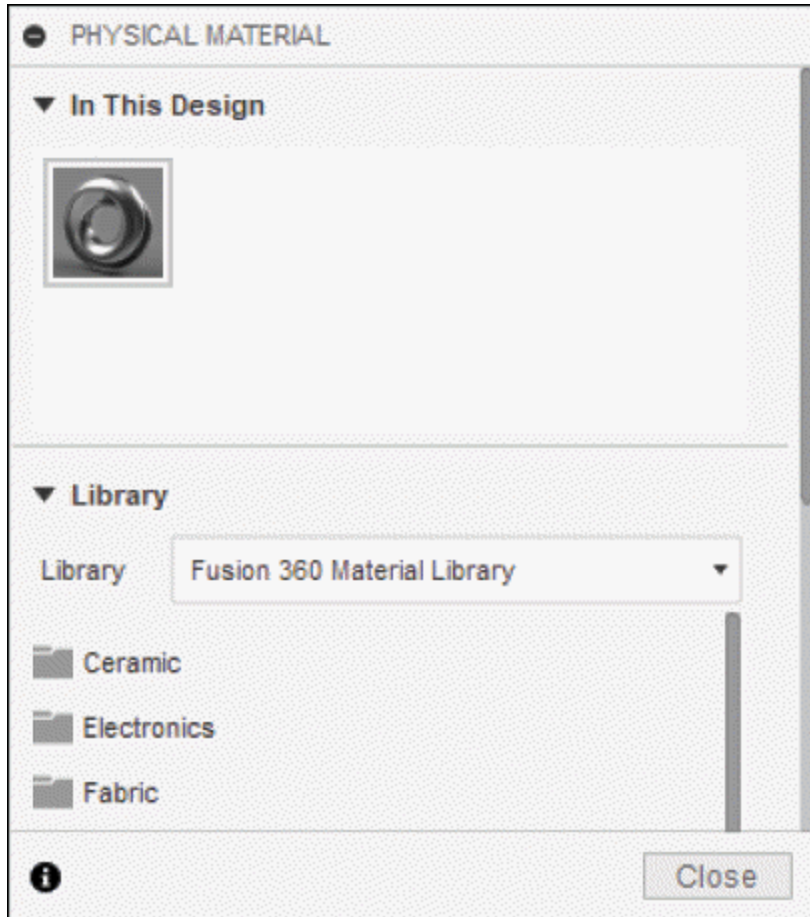 PHYSICAL MATERIAL
In This Design
Library
Library Fusion 360 Material Library
Ceramic
Electronics
Fabric
Close